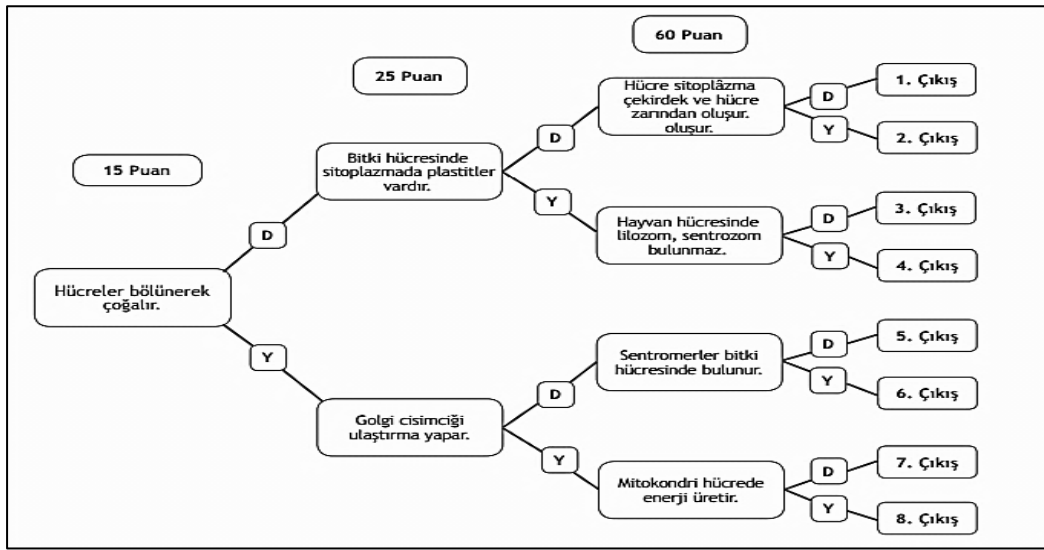 60 Puan
25 Puan
15 Puan
Hücreler bölünerek
çoğalır.
D
Y
Bitki hücresinde
sitoplazmada plastitler
vardır.
D
Y
Golgi cisimciği
ulaştırma yapar.
D
Y
Hücre sitoplâzma
çekirdek ve hücre
zarından oluşur.
oluşur.
D
Y
1. Çıkış
2. Çıkış
Hayvan hücresinde
lilozom, sentrozom
bulunmaz.
D
Y
3. Çıkış
4. Çıkış
Sentromerler bitki
hücresinde bulunur.
D
Y
5. Çıkış
6. Çıkış
Mitokondri hücrede
enerji üretir.
D
Y
7. Çıkış
8. Çıkış